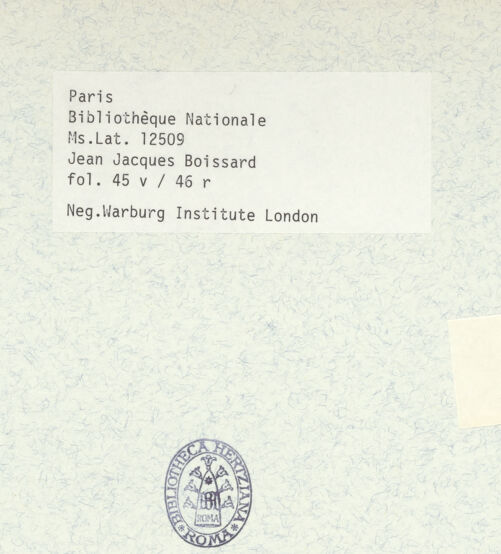 Paris
Bibliothèque Nationale
Ms.Lat. 12509
Jean Jacques Boissard
fol. 45 v / 46 r
Neg.Warburg Institute London
BIBLIOTHECA HERTZIANA
ROMA
ROMA